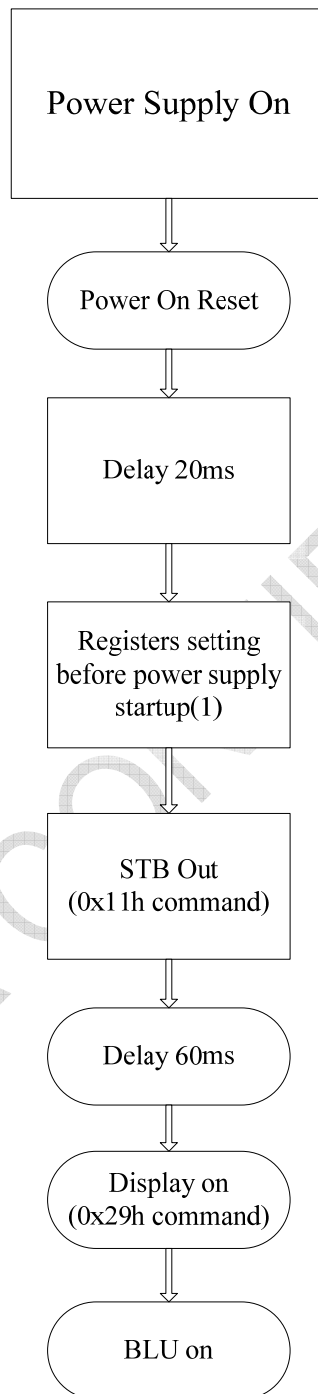 Power Supply On
Power On Reset
Delay 20ms
Registers setting
before power supply
startup(1)
STB Out
(0x11h command)
Delay 60ms
Display on
(0x29h command)
BLU on